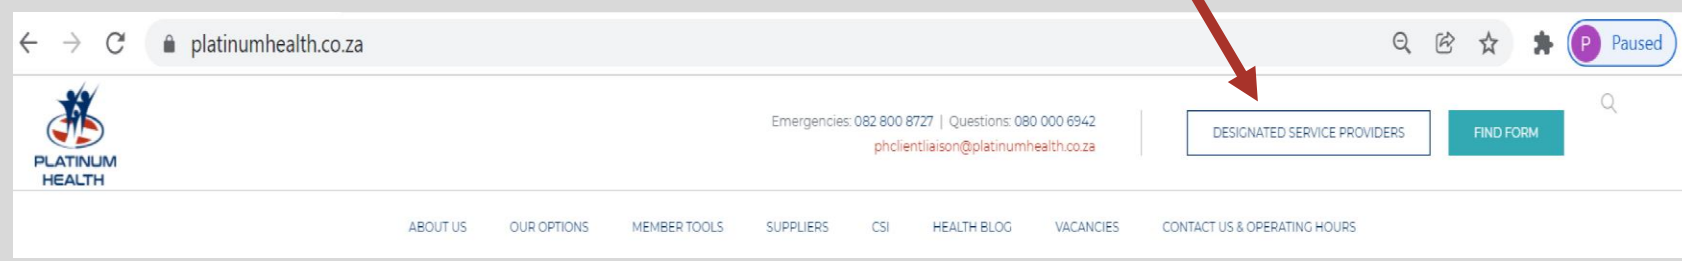 platinumhealth.co.za
P Paused
PLATINUM
HEALTH
Emergencies: 082 800 8727 | Questions: 080 000 6942
phclientliaison@platinumhealth.co.za
DESIGNATED SERVICE PROVIDERS
FIND FORM
ABOUT US OUR OPTIONS MEMBER TOOLS SUPPLIERS CSI HEALTH BLOG VACANCIES CONTACT US & OPERATING HOURS